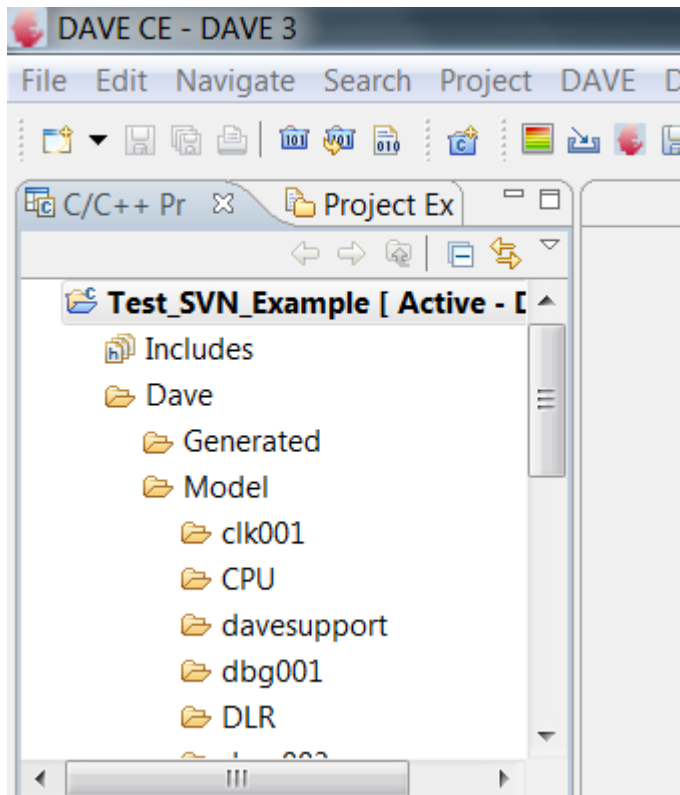 DAVE CE - DAVE 3
File Edit Navigate Search Project DAVE D
C/C++ Pr Project Ex
Test_SVN_Example [ Active - D
Includes
Dave
Generated
Model
clk001
CPU
davesupport
dbg001
DLR